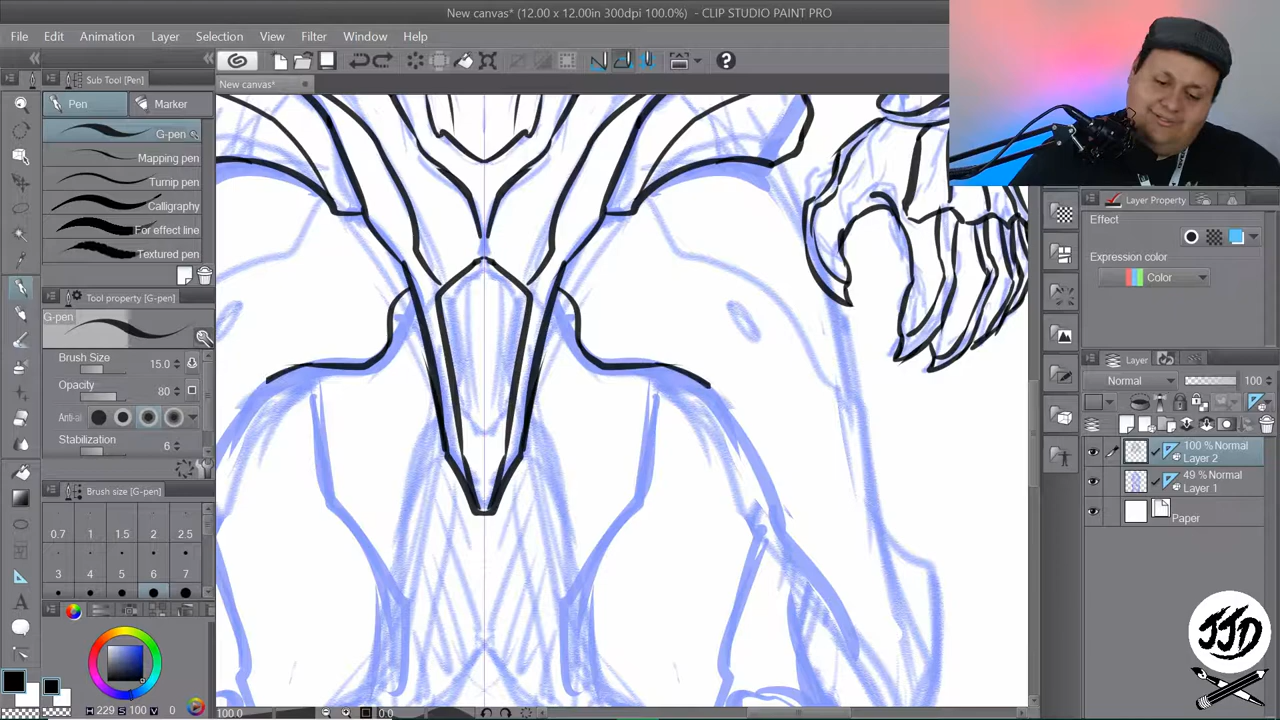 New canvas* (12.00 x 12.00in 300dpi 100.0%) - CLIP STUDIO PAINT PRO
File Edit Animation Layer Selection View Filter Window Help
Sub Tool [Pen]
New canvas*
Pen Marker
G-pen
Mapping pen
Turnip pen
Calligraphy
For effect line
Textured pen
Tool property [G-pen]
G-pen
Brush Size 15.0
Opacity 80
Anti-al
Stabilization 6
Brush size [G-pen]
0.7 1 1.5 2 2.5
3 4 5 6 7
H 229 S 100 V 0
100.0 0.0
Layer Property
Effect
Expression color
Color
Layer
Normal 100
100 % Normal
Layer 2
49 % Normal
Layer 1
Paper
JJD